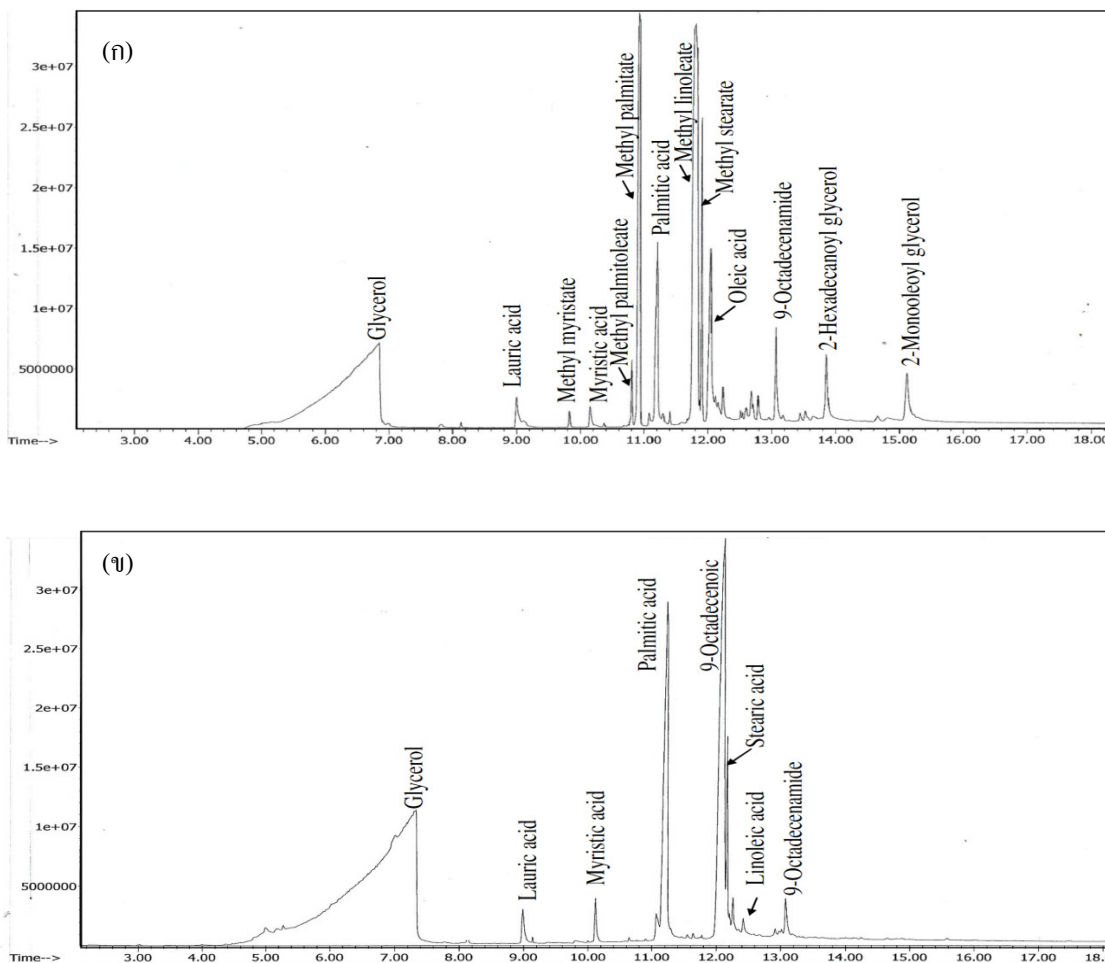 (ก)
3e+07
2.5e+07
2e+07
1.5e+07
1e+07
5000000
Time-->
Glycerol
Lauric acid
Methyl myristate
Myristic acid
Methyl palmitoleate
Methyl palmitate
Palmitic acid
Methyl linoleate
Methyl stearate
Oleic acid
9-Octadecenamide
2-Hexadecanoyl glycerol
2-Monooleoyl glycerol
3.00 4.00 5.00 6.00 7.00 8.00 9.00 10.00 11.00 12.00 13.00 14.00 15.00 16.00 17.00 18.00
(ข)
3e+07
2.5e+07
2e+07
1.5e+07
1e+07
5000000
Time-->
Glycerol
Lauric acid
Myristic acid
Palmitic acid
9-Octadecenoic
Stearic acid
Linoleic acid
9-Octadecenamide
3.00 4.00 5.00 6.00 7.00 8.00 9.00 10.00 11.00 12.00 13.00 14.00 15.00 16.00 17.00